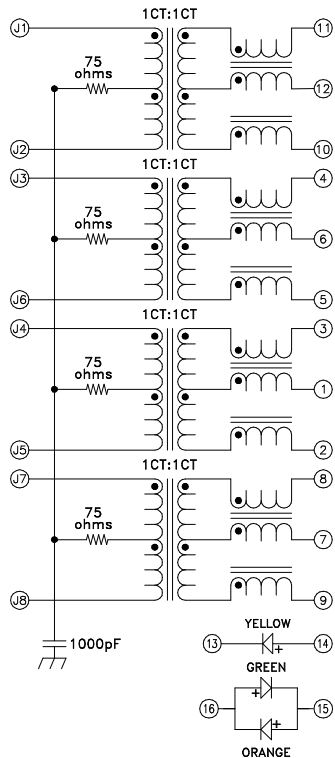 1CT:1CT
J1
11
75
ohms
12
J2
10
1CT:1CT
J3
4
75
ohms
6
J6
5
1CT:1CT
J4
3
75
ohms
1
J5
2
1CT:1CT
J7
8
75
ohms
7
J8
9
1000pF
YELLOW
13
+
14
GREEN
+
16
15
+
ORANGE